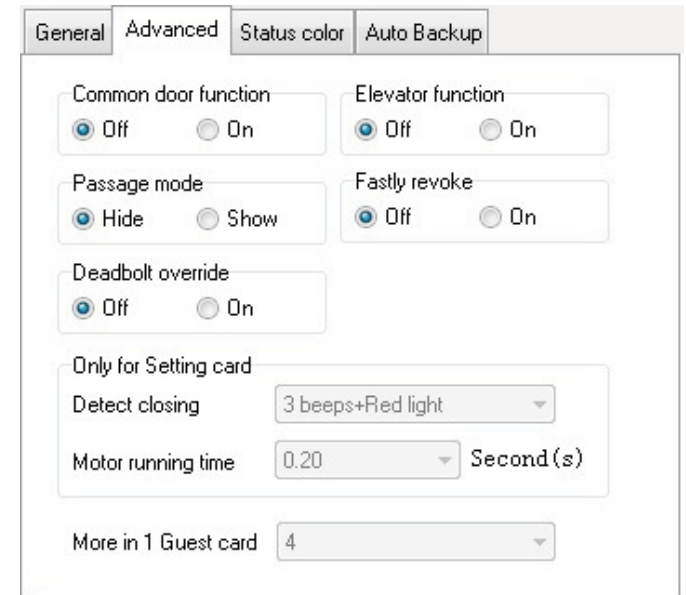 General Advanced Status color Auto Backup
Common door function Elevator function
Off On Off On
Passage mode Fastly revoke
Hide Show Off On
Deadbolt override
Off On
Only for Setting card
Detect closing 3 beeps+Red light
Motor running time 0.20 Second(s)
More in 1 Guest card 4